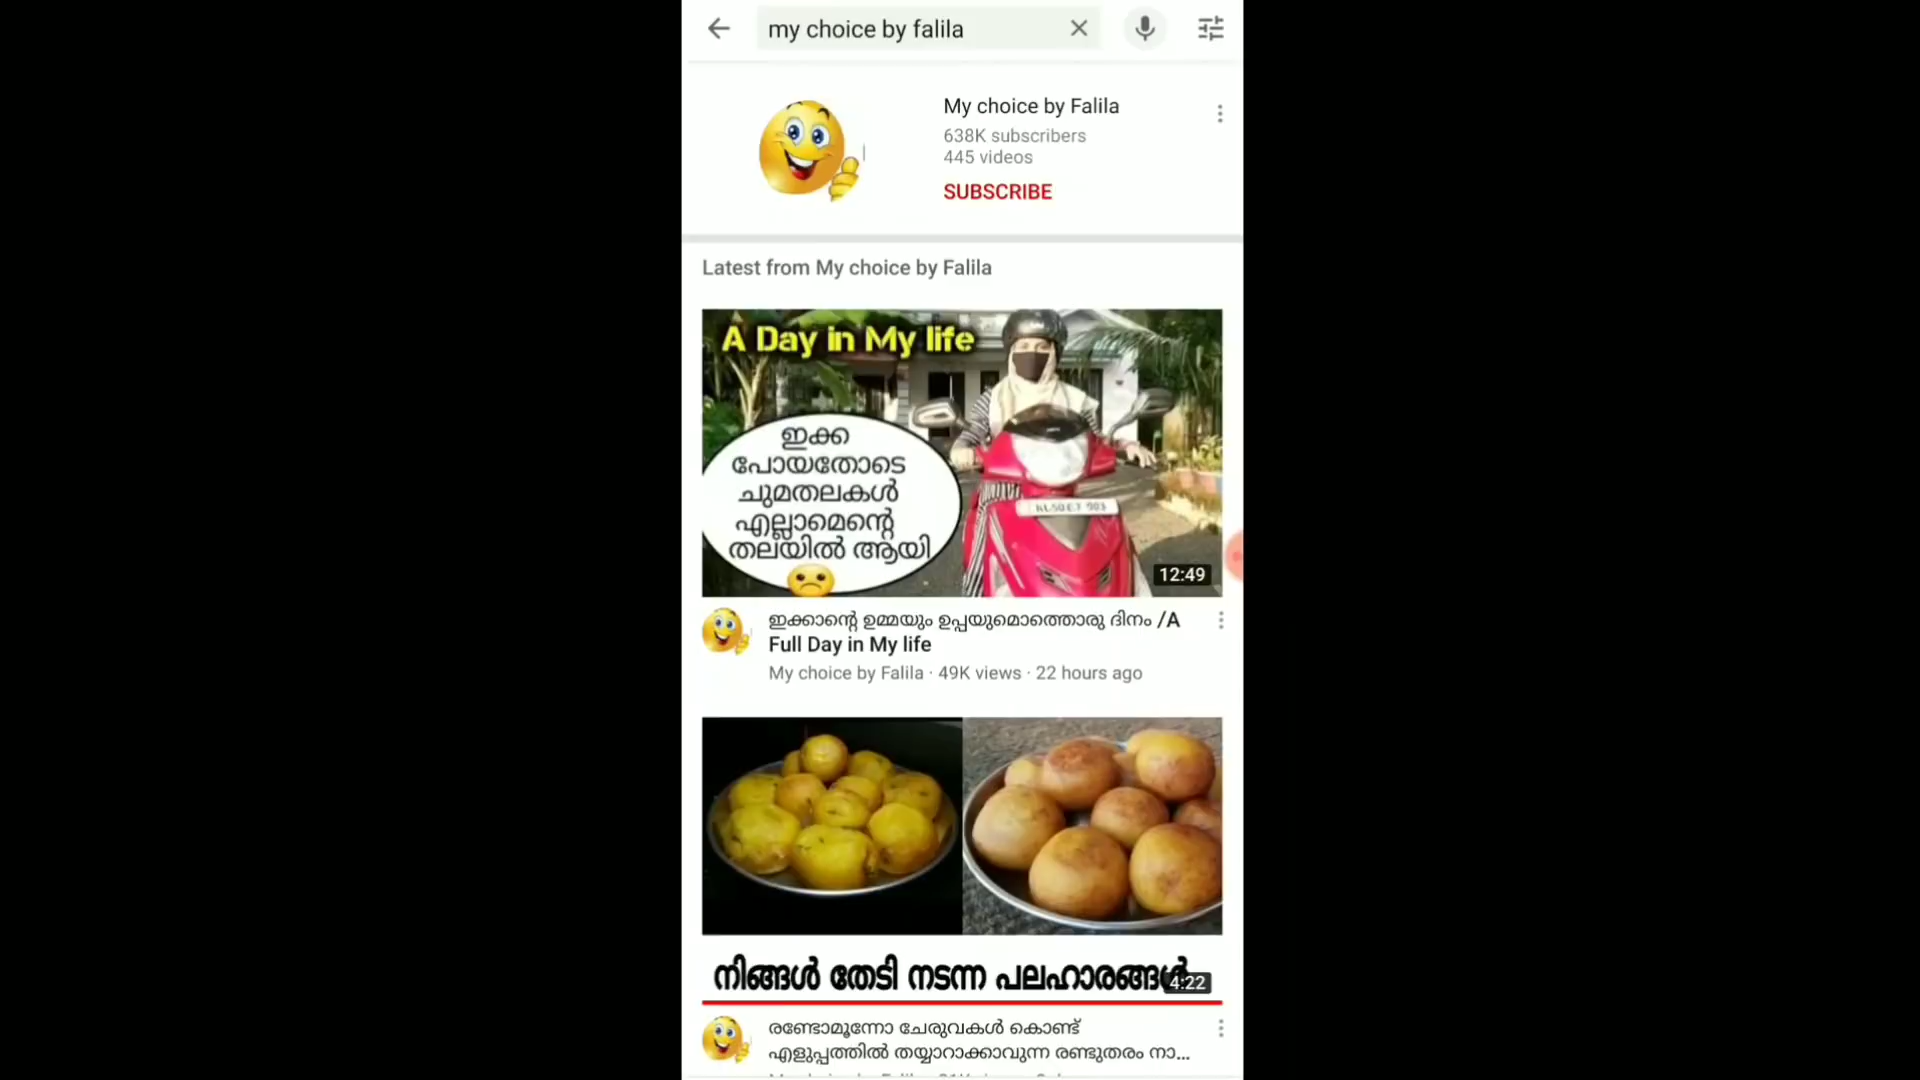 my choice by falila
My choice by Falila
638K subscribers
445 videos
SUBSCRIBE
Latest from My choice by Falila
A Day in My life
ഇക്ക
പോയതോടെ
ചുമതലകൾ
എല്ലാമെന്റെ
തലയിൽ ആയി
12:49
ഇക്കാന്റെ ഉമ്മയും ഉപ്പയുമൊത്തൊരു ദിനം /A
Full Day in My life
My choice by Falila · 49K views · 22 hours ago
നിങ്ങൾ തേടി നടന്ന പലഹാരങ്ങൾ
4:22
രണ്ടോമൂന്നോ ചേരുവകൾ കൊണ്ട്
എളുപ്പത്തിൽ തയ്യാറാക്കാവുന്ന രണ്ടുതരം നാ...